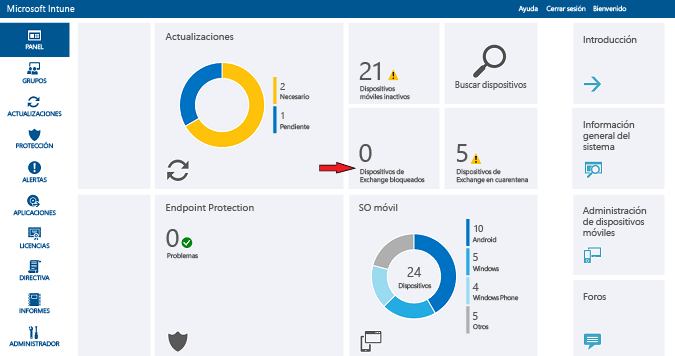 Microsoft Intune
Ayuda
Cerrar sesión
Bienvenido
PANEL
GRUPOS
ACTUALIZACIONES
PROTECCIÓN
ALERTAS
APLICACIONES
LICENCIAS
DIRECTIVA
INFORMES
ADMINISTRADOR
Actualizaciones
2
Necesario
1
Pendiente
21
Dispositivos
móviles inactivos
Buscar dispositivos
0
Dispositivos de
Exchange bloqueados
5
Dispositivos de
Exchange en cuarentena
Endpoint Protection
0
Problemas
SO móvil
24
Dispositivos
10
Android
5
Windows
4
Windows Phone
5
Otros
Introducción
Información
general del
sistema
Administración
de dispositivos
móviles
Foros